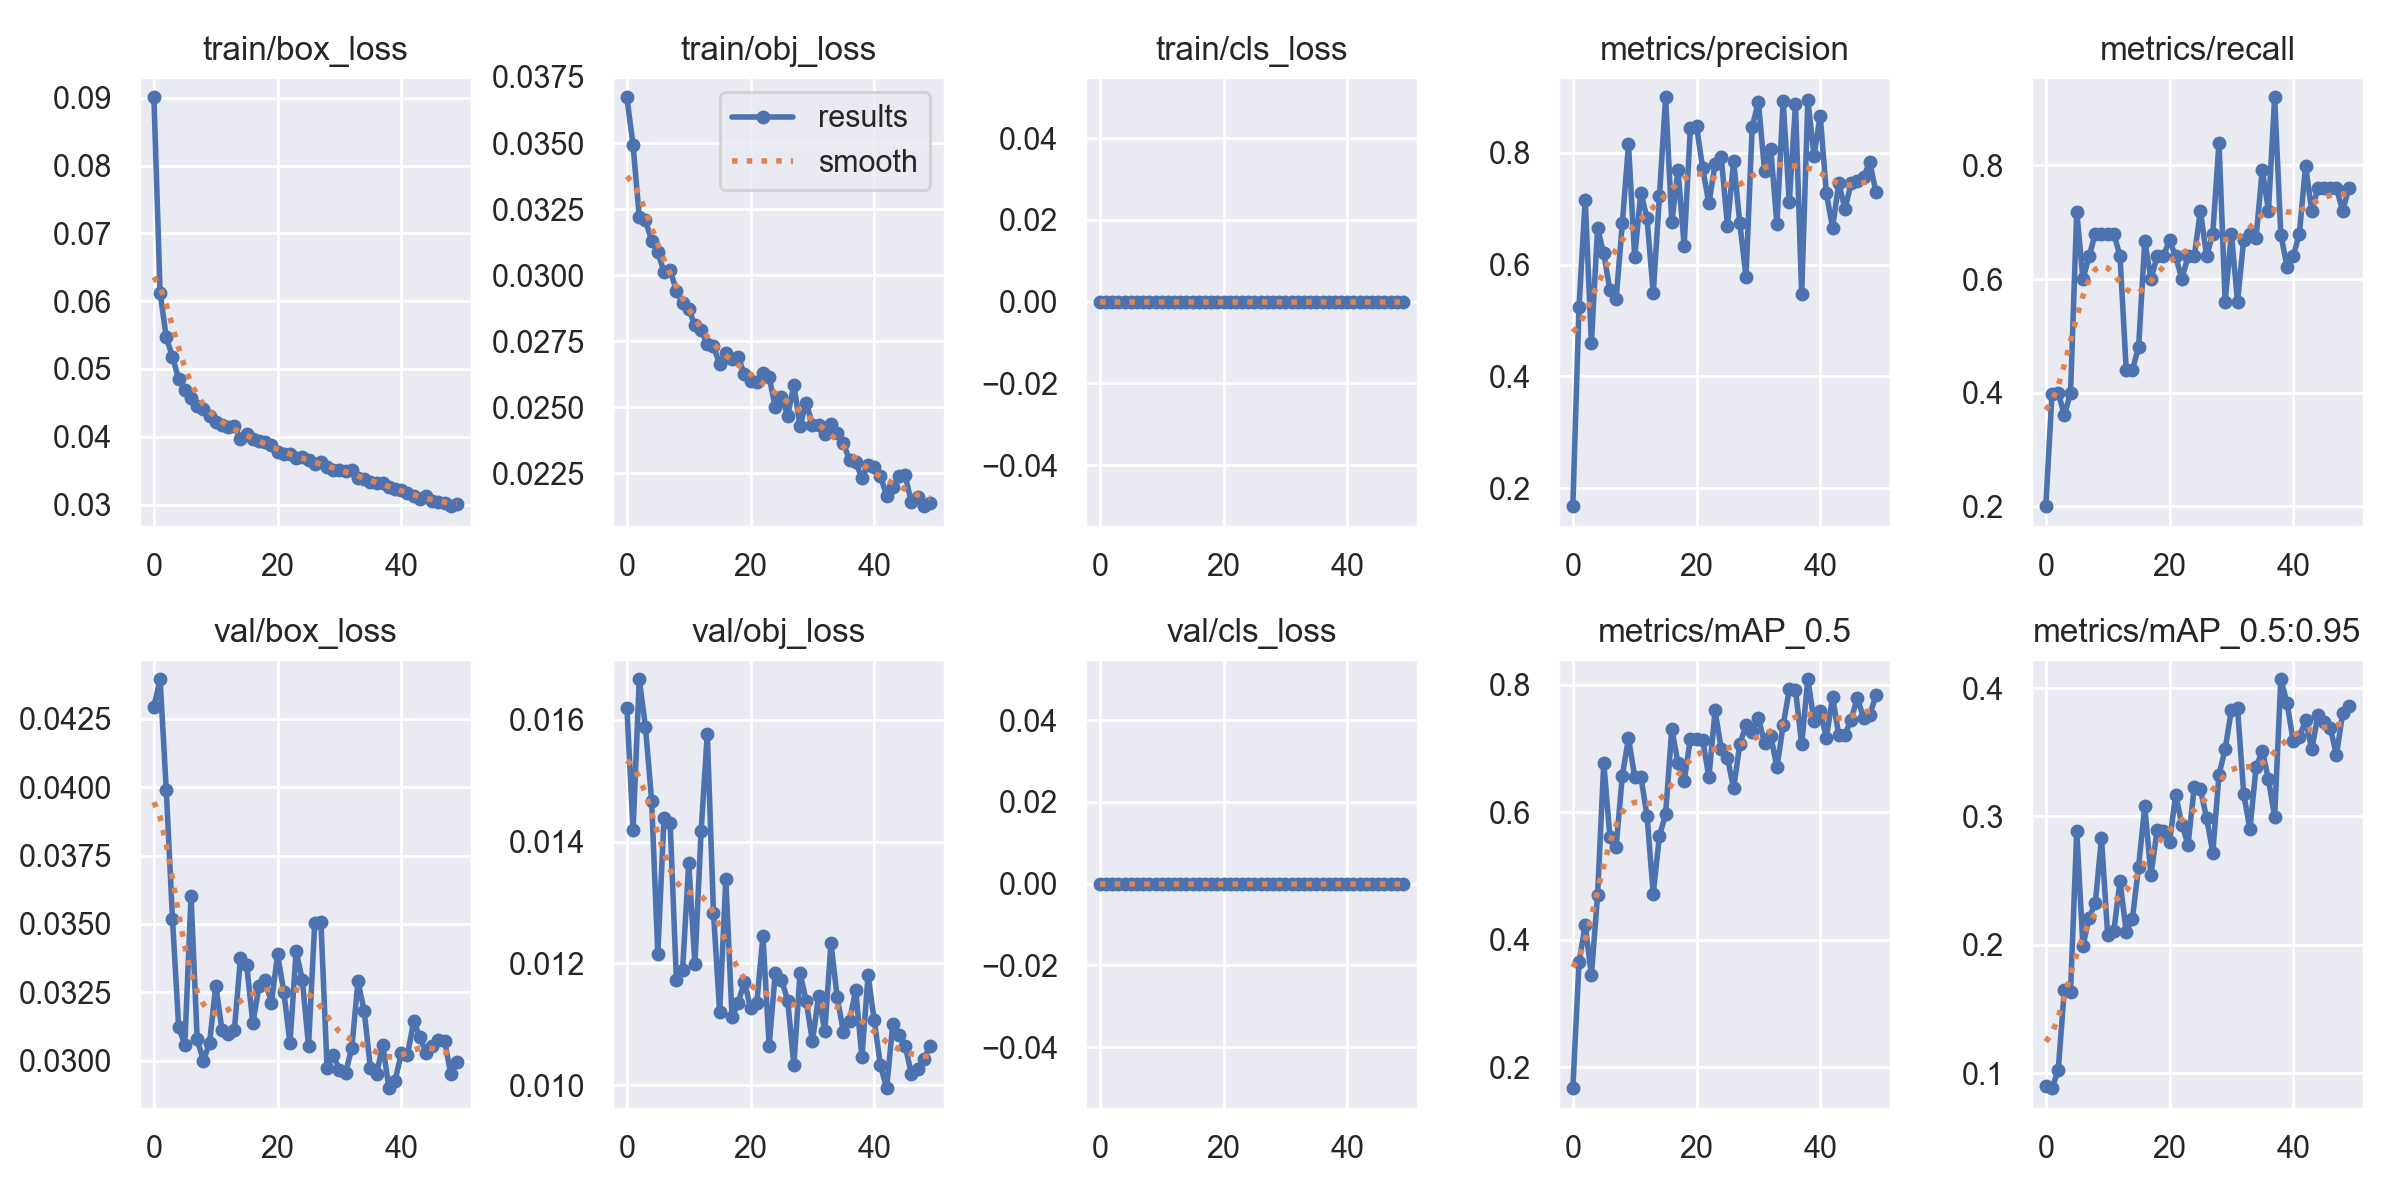 train/box_loss
0.09
0.08
0.07
0.06
0.05
0.04
0.03
0 20 40
train/obj_loss
results
smooth
0.0375
0.0350
0.0325
0.0300
0.0275
0.0250
0.0225
0 20 40
train/cls_loss
0.04
0.02
0.00
−0.02
−0.04
0 20 40
metrics/precision
0.8
0.6
0.4
0.2
0 20 40
metrics/recall
0.8
0.6
0.4
0.2
0 20 40
val/box_loss
0.0425
0.0400
0.0375
0.0350
0.0325
0.0300
0 20 40
val/obj_loss
0.016
0.014
0.012
0.010
0 20 40
val/cls_loss
0.04
0.02
0.00
−0.02
−0.04
0 20 40
metrics/mAP_0.5
0.8
0.6
0.4
0.2
0 20 40
metrics/mAP_0.5:0.95
0.4
0.3
0.2
0.1
0 20 40